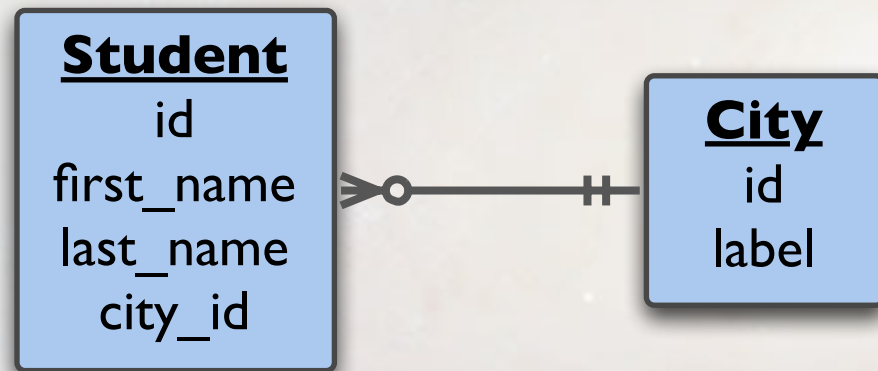 Student
id
first_name
last_name
city_id
City
id
label